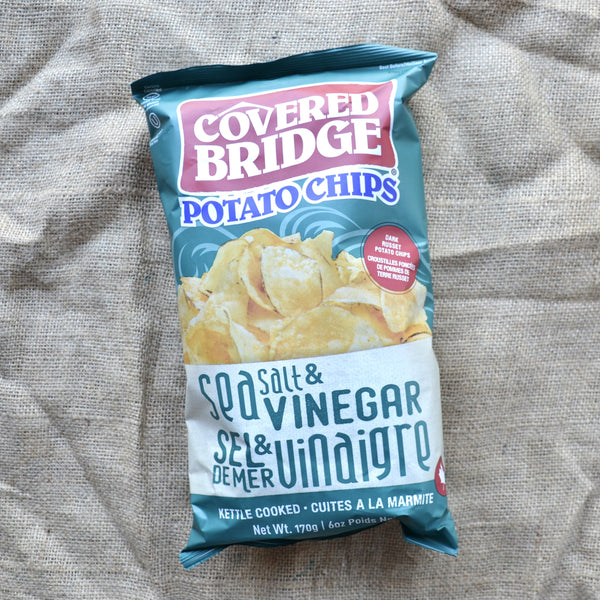 COVERED
BRIDGE
POTATO CHIPS®
DARK
RUSSET
POTATO CHIPS
CROUSTILLES FONCÉES
DE POMMES DE
TERRE RUSSET
Sea Salt &
VINEGAR
SEL &
DE MER Vinaigre
KETTLE COOKED • CUITES A LA MARMITE
Net Wt. 170g | 6oz Poids